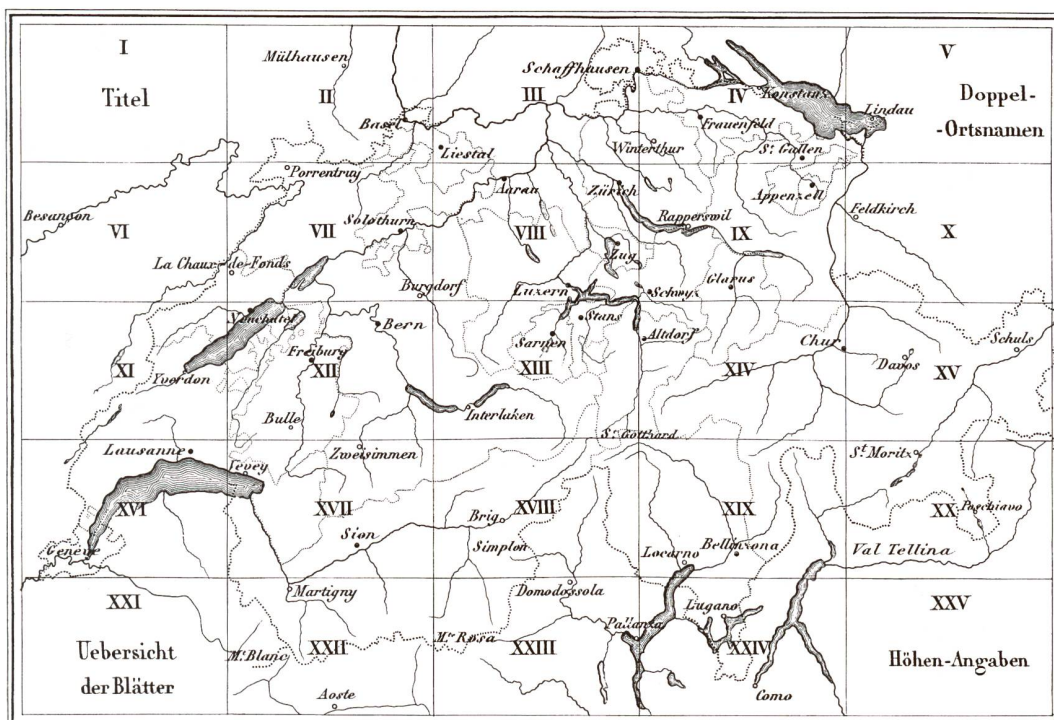 I
Titel
Mülhausen
II
Schaffhausen
III
IV
Konstanz
Lindau
V
Doppel-
-Ortsnamen
Basel
Liestal
Frauenfeld
Winterthur
St. Gallen
Porrentruy
Aarau
Zürich
Appenzell
Besançon
VI
VII
Solothurn
VIII
Rapperswil
IX
Feldkirch
X
La Chaux-de-Fonds
Zug
Burgdorf
Luzern
Schwyz
Glarus
Neuchatel
Bern
Stans
Sarnen
Altdorf
Chur
Schuls
Freiburg
Davos
XI
XII
XIII
XIV
XV
Yverdon
Bulle
Interlaken
St. Gotthard
Lausanne
Zweisimmen
St. Moritz
Vevey
XVI
XVII
XVIII
XIX
XX
Brig
Poschiavo
Genève
Sion
Simplon
Locarno
Bellinzona
Val Tellina
XXI
Martigny
Domodossola
Lugano
XXV
Pallanza
Uebersicht
der Blätter
Mt. Blanc
XXII
Mte Rosa
XXIII
XXIV
Höhen-Angaben
Aoste
Como